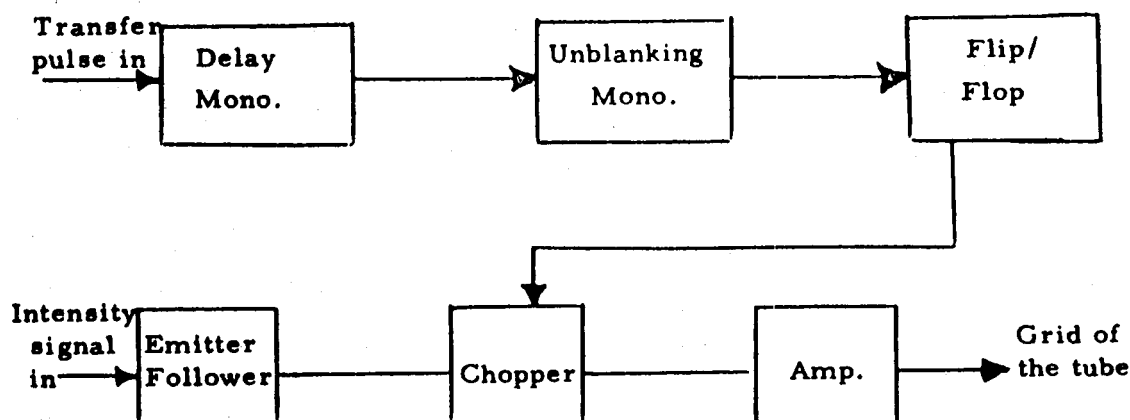 Transfer
pulse in
Delay
Mono.
Unblanking
Mono.
Flip/
Flop
Intensity
signal
in
Emitter
Follower
Chopper
Amp.
Grid of
the tube